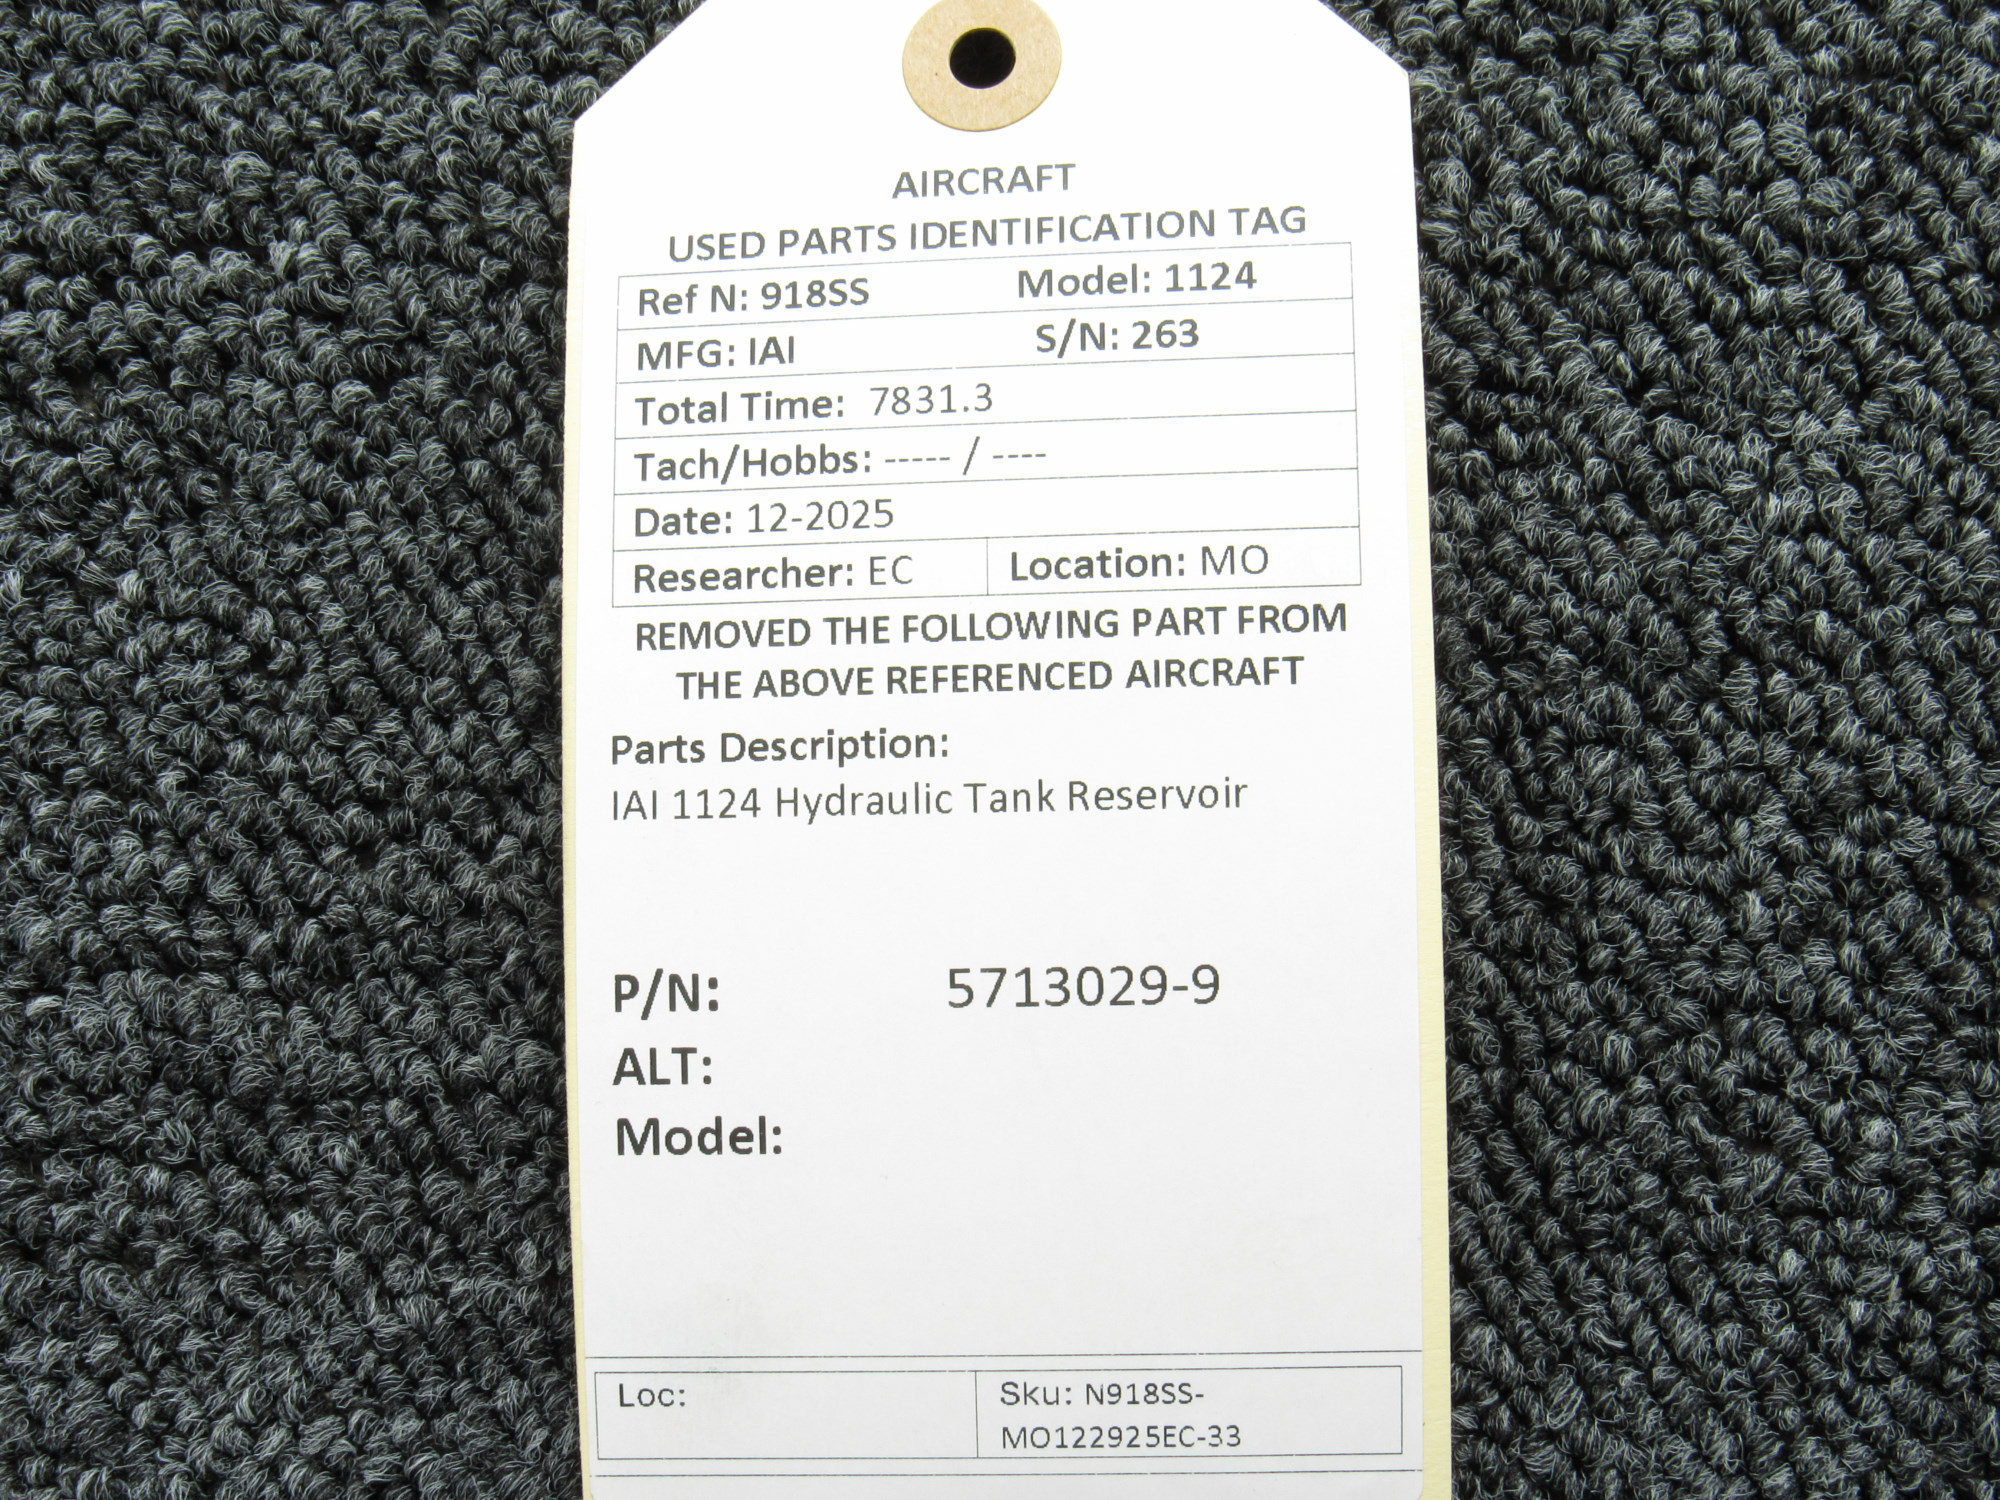 AIRCRAFT
USED PARTS IDENTIFICATION TAG
Ref N: 918SS Model: 1124
MFG: IAI S/N: 263
Total Time: 7831.3
Tach/Hobbs: ----- / ----
Date: 12-2025
Researcher: EC Location: MO
REMOVED THE FOLLOWING PART FROM
THE ABOVE REFERENCED AIRCRAFT
Parts Description:
IAI 1124 Hydraulic Tank Reservoir
P/N: 5713029-9
ALT:
Model:
Loc: Sku: N918SS-
MO122925EC-33